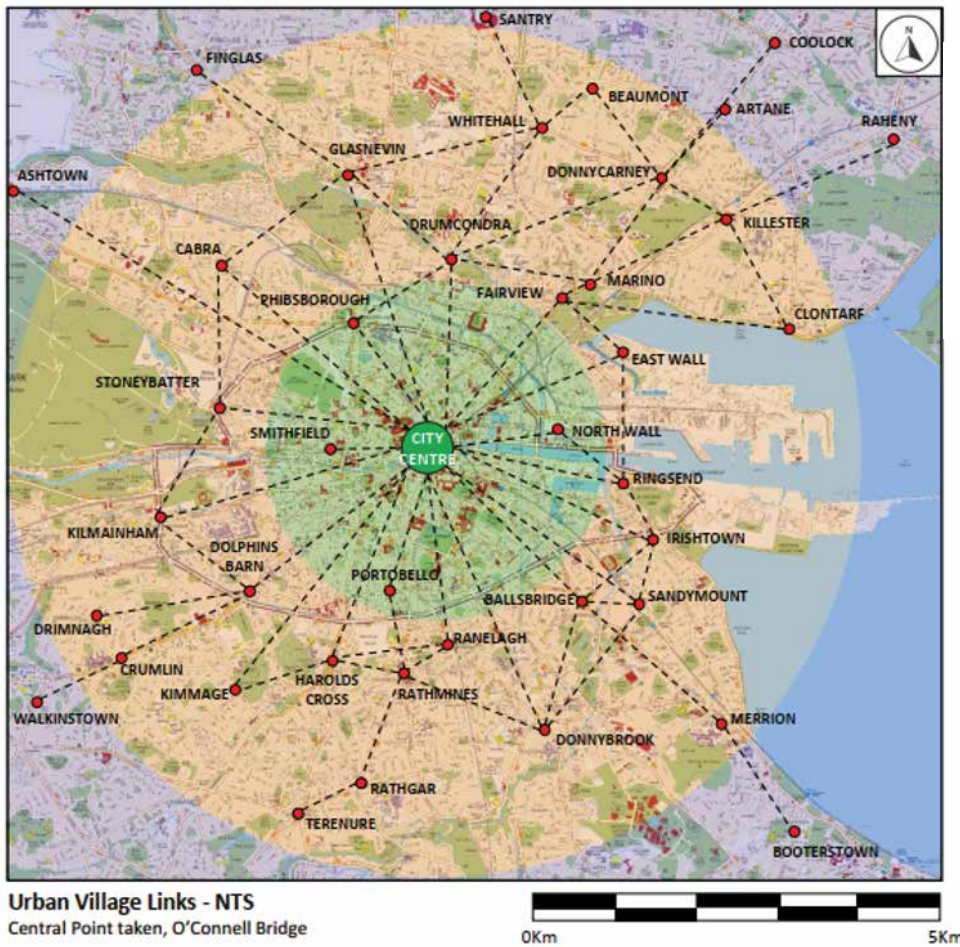 SANTRY
N
COOLOCK
FINGLAS
BEAUMONT
ARTANE
WHITEHALL
RAHENY
GLASNEVIN
DONNYCARNEY
ASHTOWN
DRUMCONDRA
KILLESTER
CABRA
MARINO
FAIRVIEW
PHIBSBOROUGH
CLONTARF
EAST WALL
STONEYBATTER
SMITHFIELD
NORTH WALL
CITY
CENTRE
RINGSEND
KILMAINHAM
IRISHTOWN
DOLPHINS
BARN
PORTOBELLO
BALLSBRIDGE
SANDYMOUNT
DRIMNAGH
RANELAGH
CRUMLIN
HAROLDS
CROSS
KIMMAGE
RATHMINES
WALKINSTOWN
MERRION
DONNYBROOK
RATHGAR
TERENURE
BOOTERSTOWN
Urban Village Links - NTS
Central Point taken, O'Connell Bridge
0Km
5Km